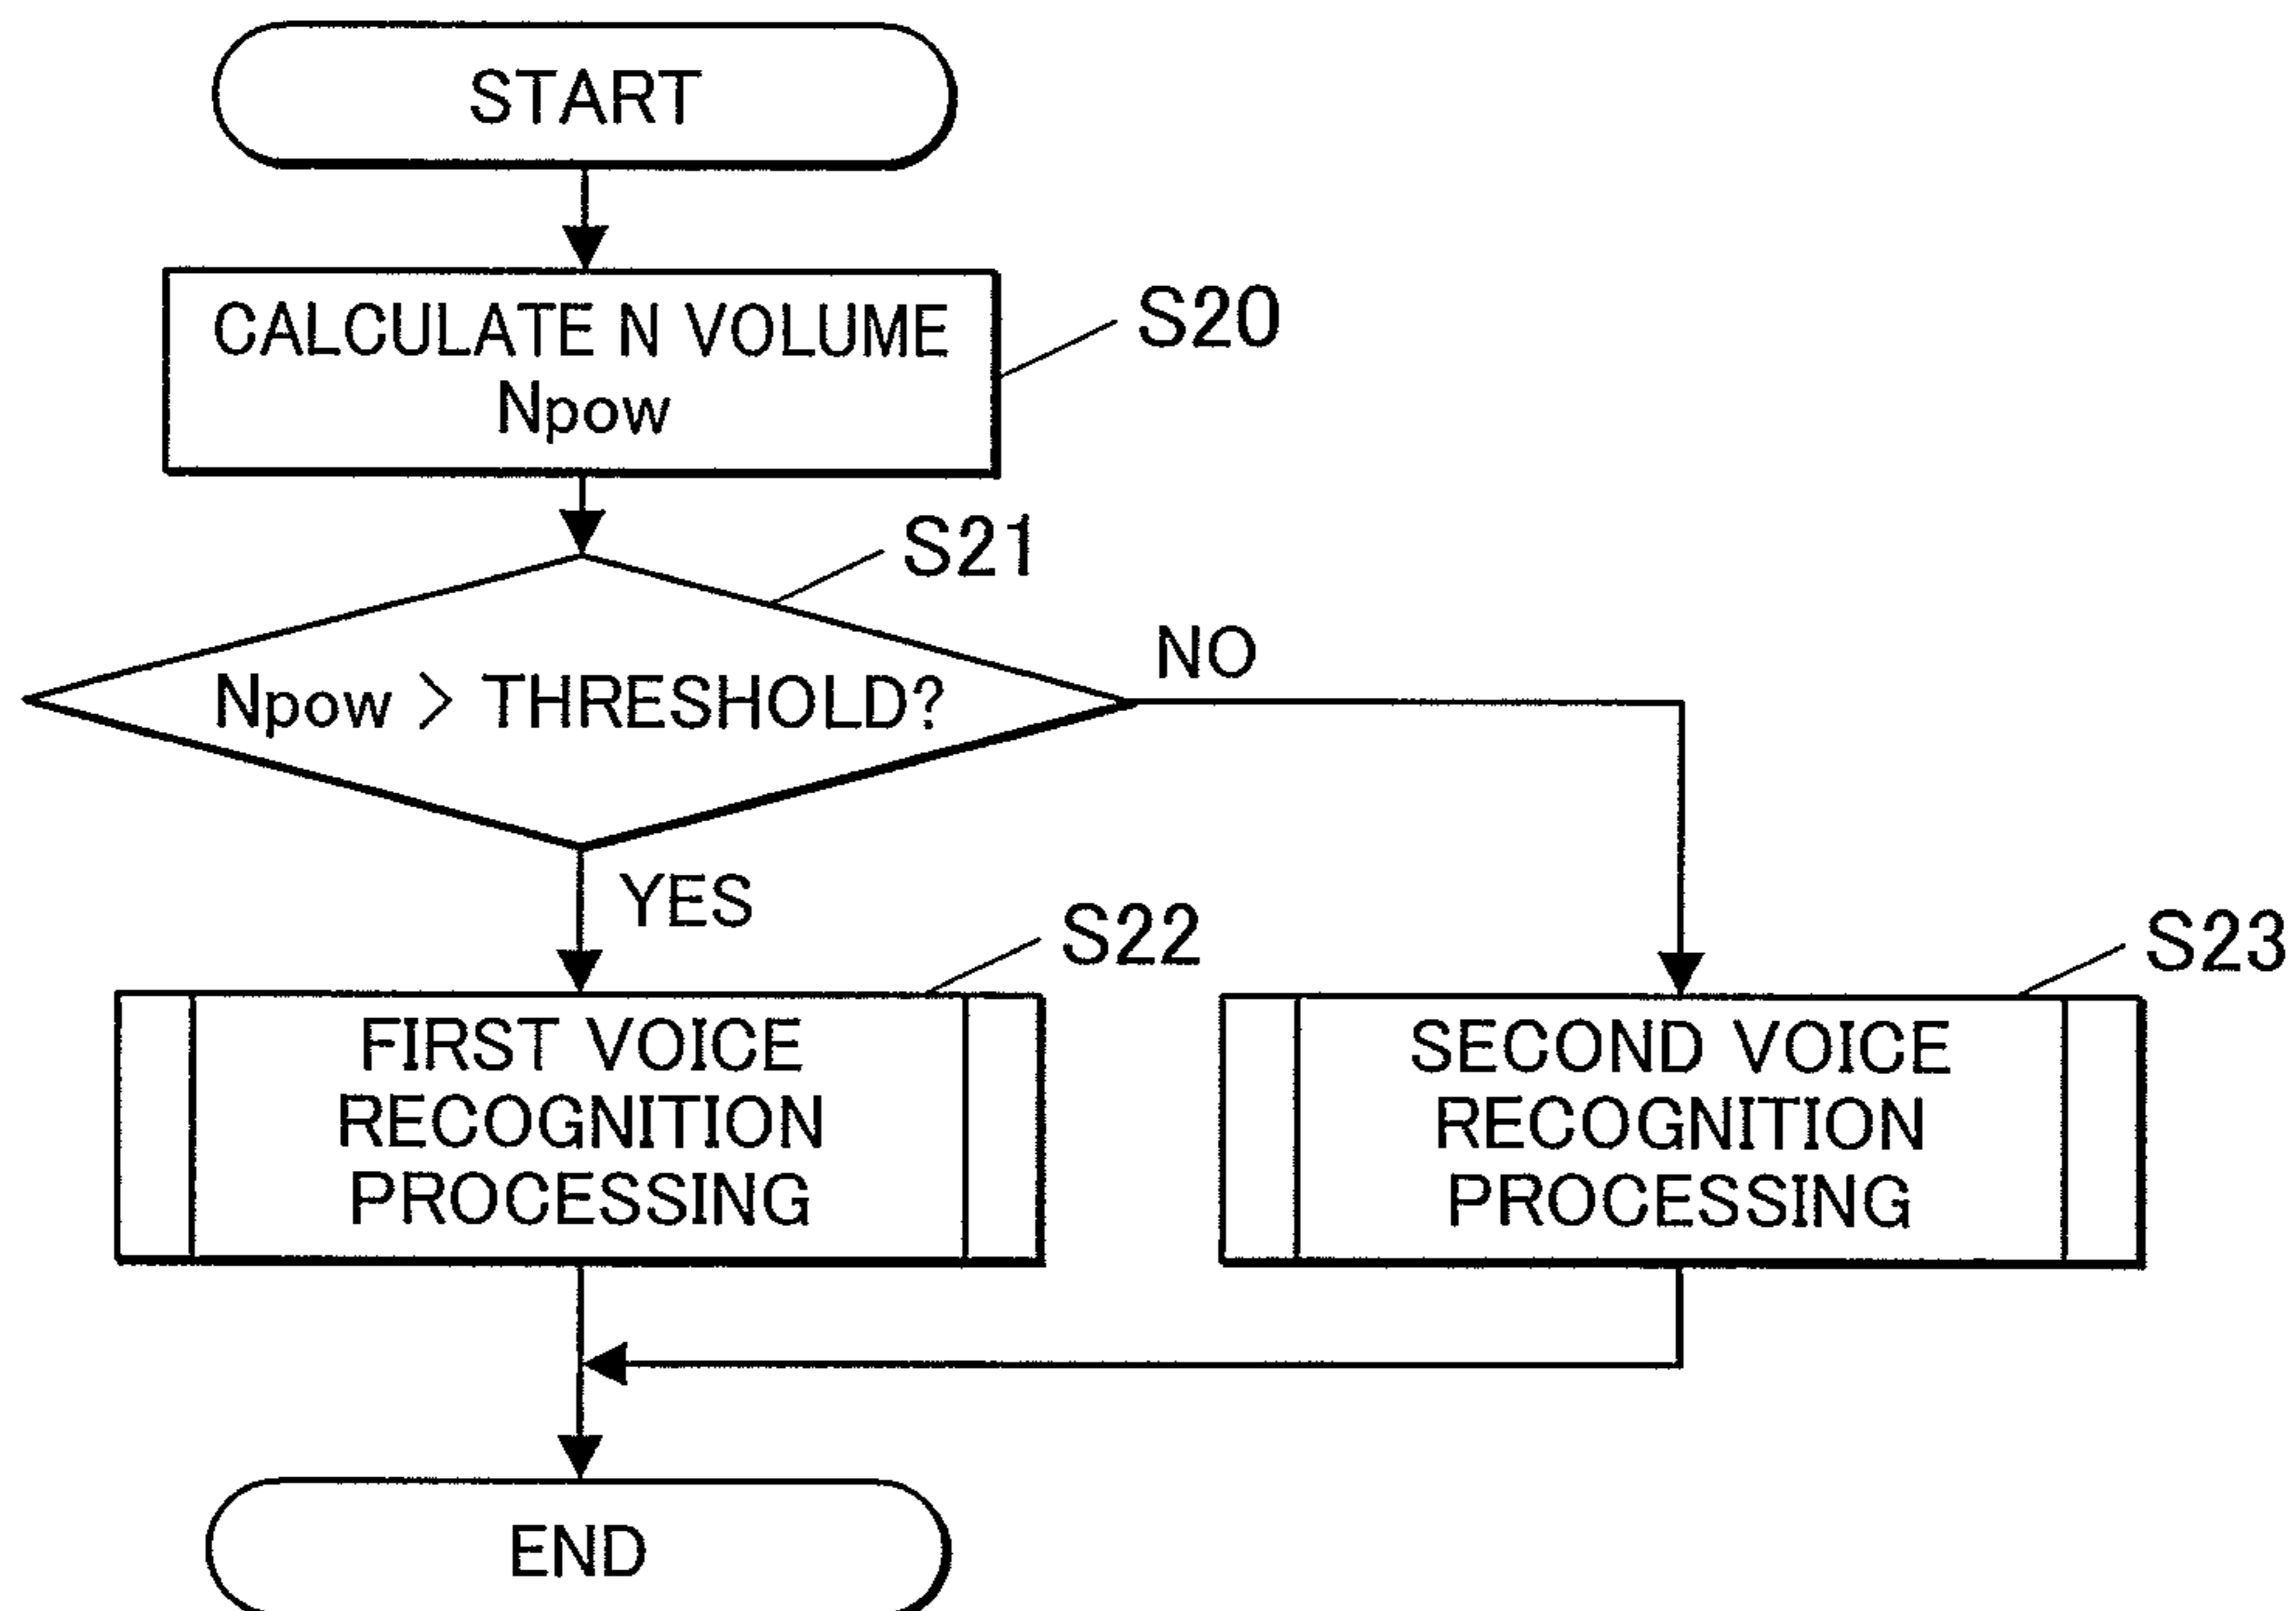 START
CALCULATE N VOLUME
Npow
S20
S21
Npow > THRESHOLD?
NO
YES
S22
S23
FIRST VOICE
RECOGNITION
PROCESSING
SECOND VOICE
RECOGNITION
PROCESSING
END